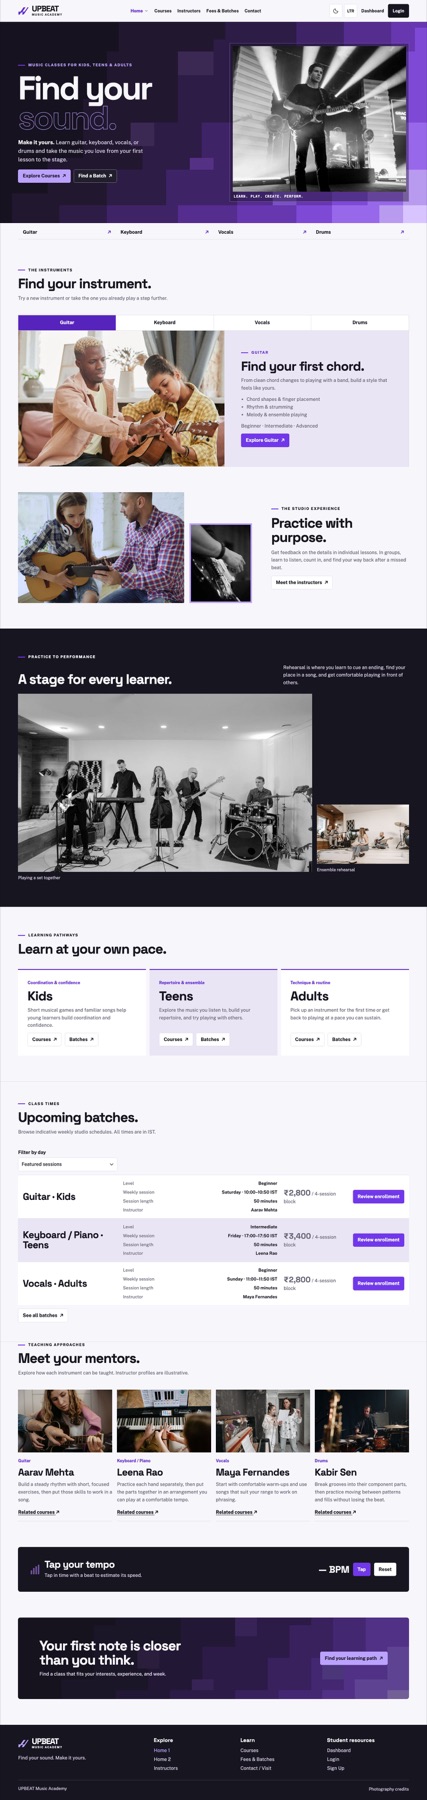 UPBEAT
MUSIC ACADEMY
Home
Courses
Instructors
Fees & Batches
Contact
LTR
Dashboard
Login
MUSIC CLASSES FOR KIDS, TEENS & ADULTS
Find your
sound.
Make it yours. Learn guitar, keyboard, vocals, or
drums and take the music you love from your first
lesson to the stage.
Explore Courses ↗
Find a Batch ↗
LEARN. PLAY. CREATE. PERFORM.
Guitar ↗
Keyboard ↗
Vocals ↗
Drums ↗
THE INSTRUMENTS
Find your instrument.
Try a new instrument or take the one you already play a step further.
Guitar
Keyboard
Vocals
Drums
GUITAR
Find your first chord.
From clean chord changes to playing with a band, build a style that
feels like yours.
• Chord shapes & finger placement
• Rhythm & strumming
• Melody & ensemble playing
Beginner · Intermediate · Advanced
Explore Guitar ↗
THE STUDIO EXPERIENCE
Practice with
purpose.
Get feedback on the details in individual lessons. In groups,
learn to listen, count in, and find your way back after a missed
beat.
Meet the instructors ↗
PRACTICE TO PERFORMANCE
A stage for every learner.
Rehearsal is where you learn to cue an ending, find your
place in a song, and get comfortable playing in front of
others.
Playing a set together
Ensemble rehearsal
LEARNING PATHWAYS
Learn at your own pace.
Coordination & confidence
Kids
Short musical games and familiar songs help
young learners build coordination and
confidence.
Courses ↗
Batches ↗
Repertoire & ensemble
Teens
Explore the music you listen to, build your
repertoire, and try playing with others.
Courses ↗
Batches ↗
Technique & routine
Adults
Pick up an instrument for the first time or get
back to playing at a pace you can sustain.
Courses ↗
Batches ↗
CLASS TIMES
Upcoming batches.
Browse indicative weekly studio schedules. All times are in IST.
Filter by day
Featured sessions
Guitar · Kids
Level Beginner
Weekly session Saturday · 10:00–10:50 IST
Session length 50 minutes
Instructor Aarav Mehta
₹2,800 / 4-session
block
Review enrollment
Keyboard / Piano ·
Teens
Level Intermediate
Weekly session Friday · 17:00–17:50 IST
Session length 50 minutes
Instructor Leena Rao
₹3,400 / 4-session
block
Review enrollment
Vocals · Adults
Level Beginner
Weekly session Sunday · 11:00–11:50 IST
Session length 50 minutes
Instructor Maya Fernandes
₹2,800 / 4-session
block
Review enrollment
See all batches ↗
TEACHING APPROACHES
Meet your mentors.
Explore how each instrument can be taught. Instructor profiles are illustrative.
Guitar
Aarav Mehta
Build a steady rhythm with short, focused
exercises, then put those skills to work in a
song.
Related courses ↗
Keyboard / Piano
Leena Rao
Practice each hand separately, then put
the parts together in an arrangement you
can play at a comfortable tempo.
Related courses ↗
Vocals
Maya Fernandes
Start with comfortable warm-ups and use
songs that suit your range to work on
phrasing.
Related courses ↗
Drums
Kabir Sen
Break grooves into their component parts,
then practice moving between patterns
and fills without losing the beat.
Related courses ↗
Tap your tempo
Tap in time with a beat to estimate its speed.
— BPM
Tap
Reset
Your first note is closer
than you think.
Find a class that fits your interests, experience, and week.
Find your learning path ↗
UPBEAT
MUSIC ACADEMY
Find your sound. Make it yours.
Explore
Home 1
Home 2
Instructors
Learn
Courses
Fees & Batches
Contact / Visit
Student resources
Dashboard
Login
Sign Up
UPBEAT Music Academy
Photography credits